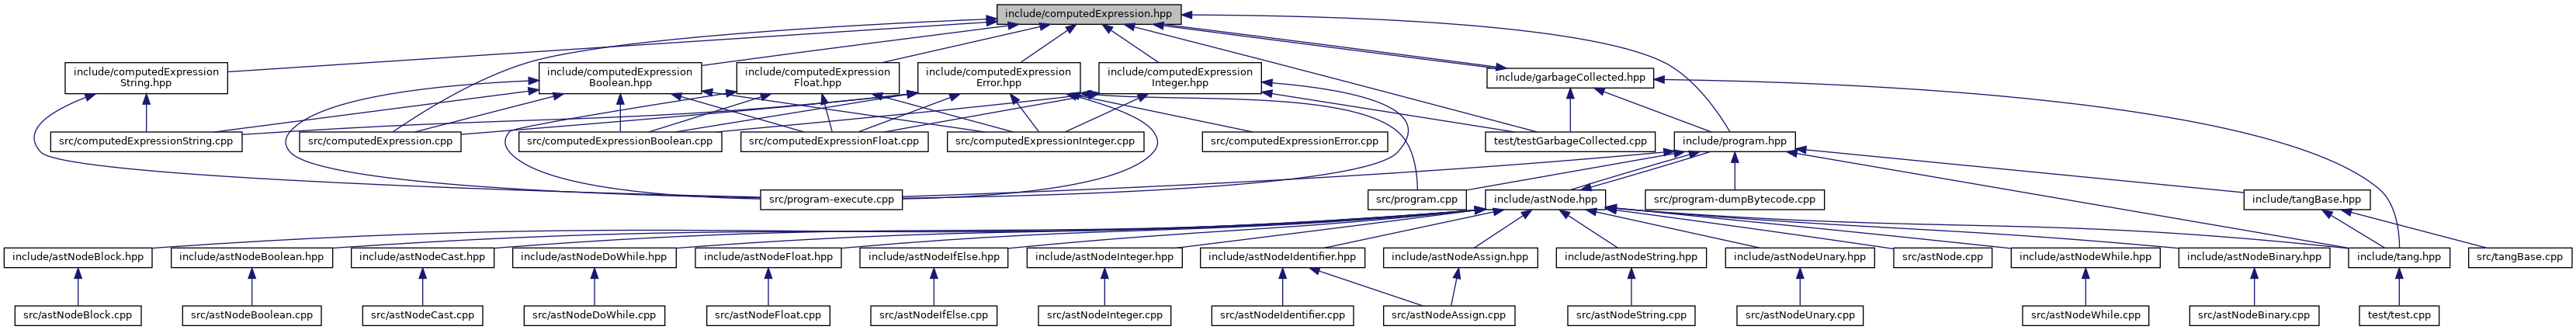 include/computedExpression.hpp
include/computedExpression
String.hpp
include/computedExpression
Boolean.hpp
include/computedExpression
Float.hpp
include/computedExpression
Error.hpp
include/computedExpression
Integer.hpp
include/garbageCollected.hpp
src/computedExpressionString.cpp
src/computedExpression.cpp
src/computedExpressionBoolean.cpp
src/computedExpressionFloat.cpp
src/computedExpressionInteger.cpp
src/computedExpressionError.cpp
test/testGarbageCollected.cpp
include/program.hpp
src/program-execute.cpp
src/program.cpp
include/astNode.hpp
src/program-dumpBytecode.cpp
include/tangBase.hpp
include/astNodeBlock.hpp
include/astNodeBoolean.hpp
include/astNodeCast.hpp
include/astNodeDoWhile.hpp
include/astNodeFloat.hpp
include/astNodeIfElse.hpp
include/astNodeInteger.hpp
include/astNodeIdentifier.hpp
include/astNodeAssign.hpp
include/astNodeString.hpp
include/astNodeUnary.hpp
src/astNode.cpp
include/astNodeWhile.hpp
include/astNodeBinary.hpp
include/tang.hpp
src/tangBase.cpp
src/astNodeBlock.cpp
src/astNodeBoolean.cpp
src/astNodeCast.cpp
src/astNodeDoWhile.cpp
src/astNodeFloat.cpp
src/astNodeIfElse.cpp
src/astNodeInteger.cpp
src/astNodeIdentifier.cpp
src/astNodeAssign.cpp
src/astNodeString.cpp
src/astNodeUnary.cpp
src/astNodeWhile.cpp
src/astNodeBinary.cpp
test/test.cpp